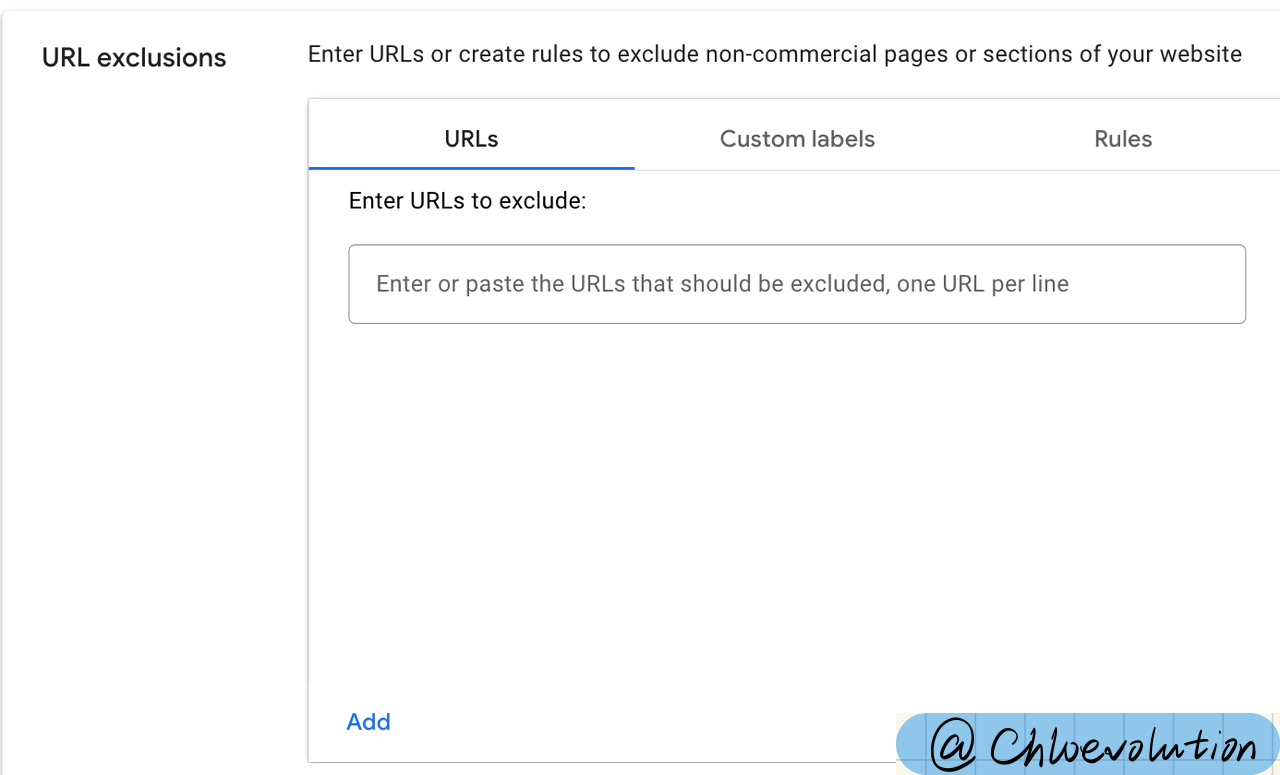 URL exclusions
Enter URLs or create rules to exclude non-commercial pages or sections of your website
URLs
Custom labels
Rules
Enter URLs to exclude:
Enter or paste the URLs that should be excluded, one URL per line
Add
@ Chloevolution